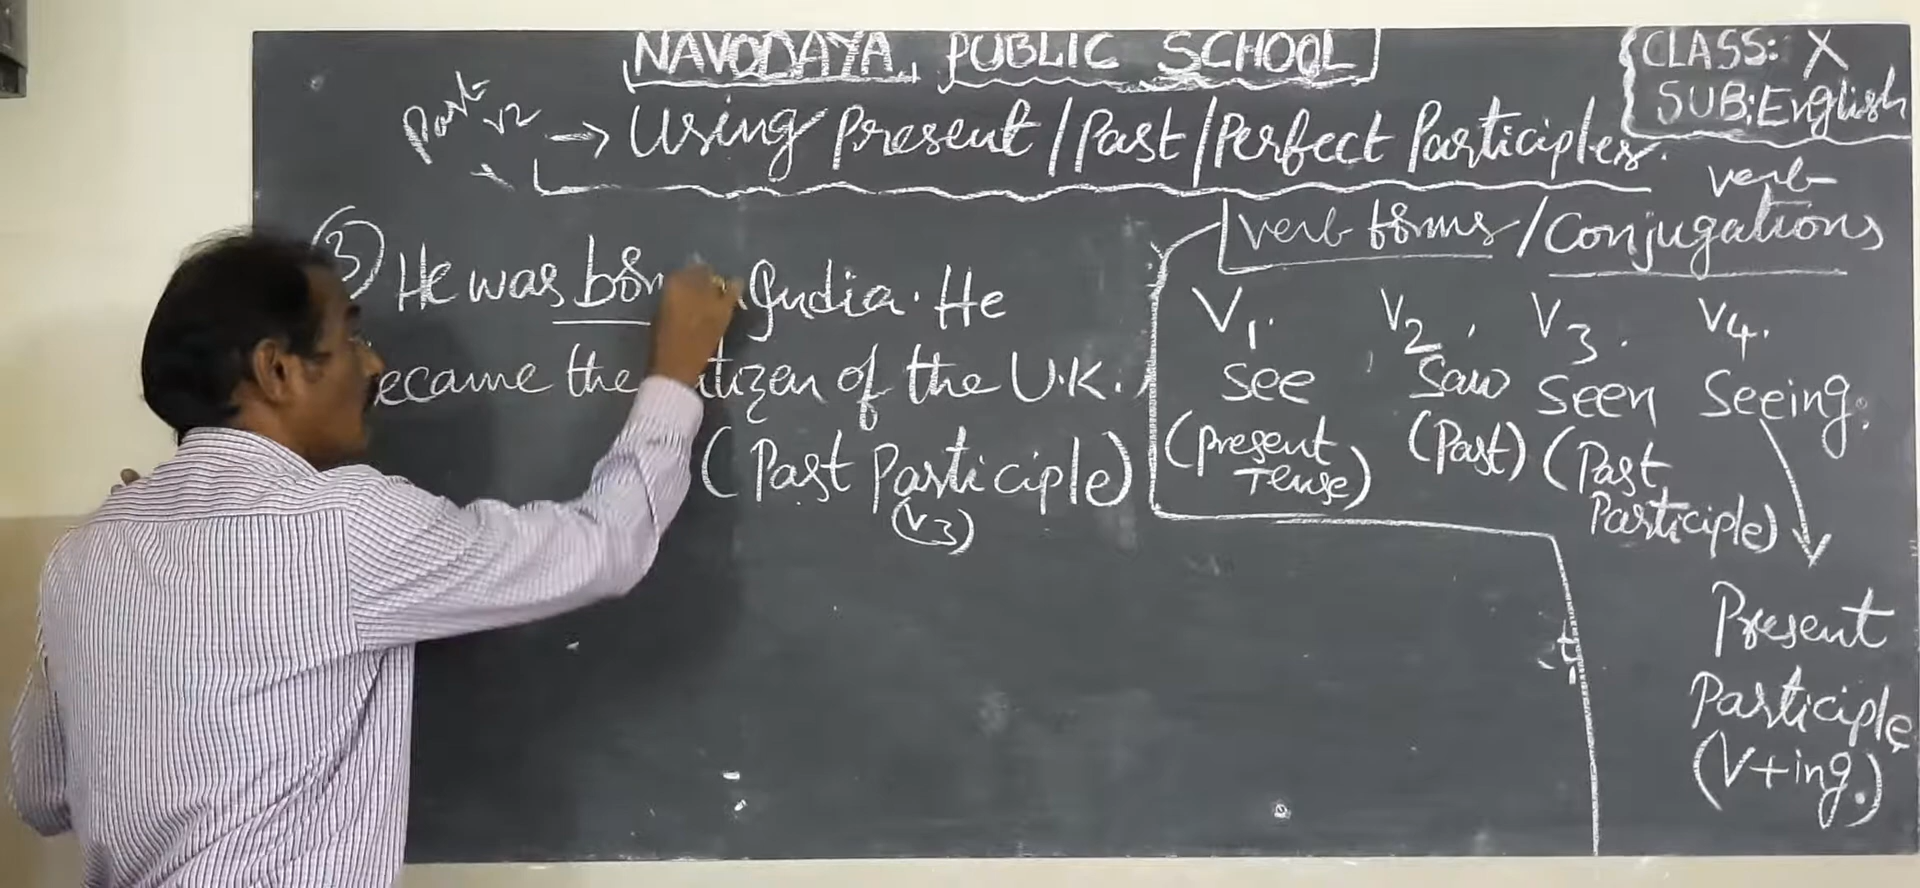 NAVODAYA PUBLIC SCHOOL
CLASS: X
SUB: English
Past V2
→ Using Present / Past / Perfect Participles.
verb
verb forms / Conjugations
③ He was born India. He
ecame the itizen of the U.K.
(Past Participle)
(V3)
V1. V2. V3. V4.
see saw seen seeing.
(Present Tense) (Past) (Past Participle)
Present
Participle
(V+ing.)